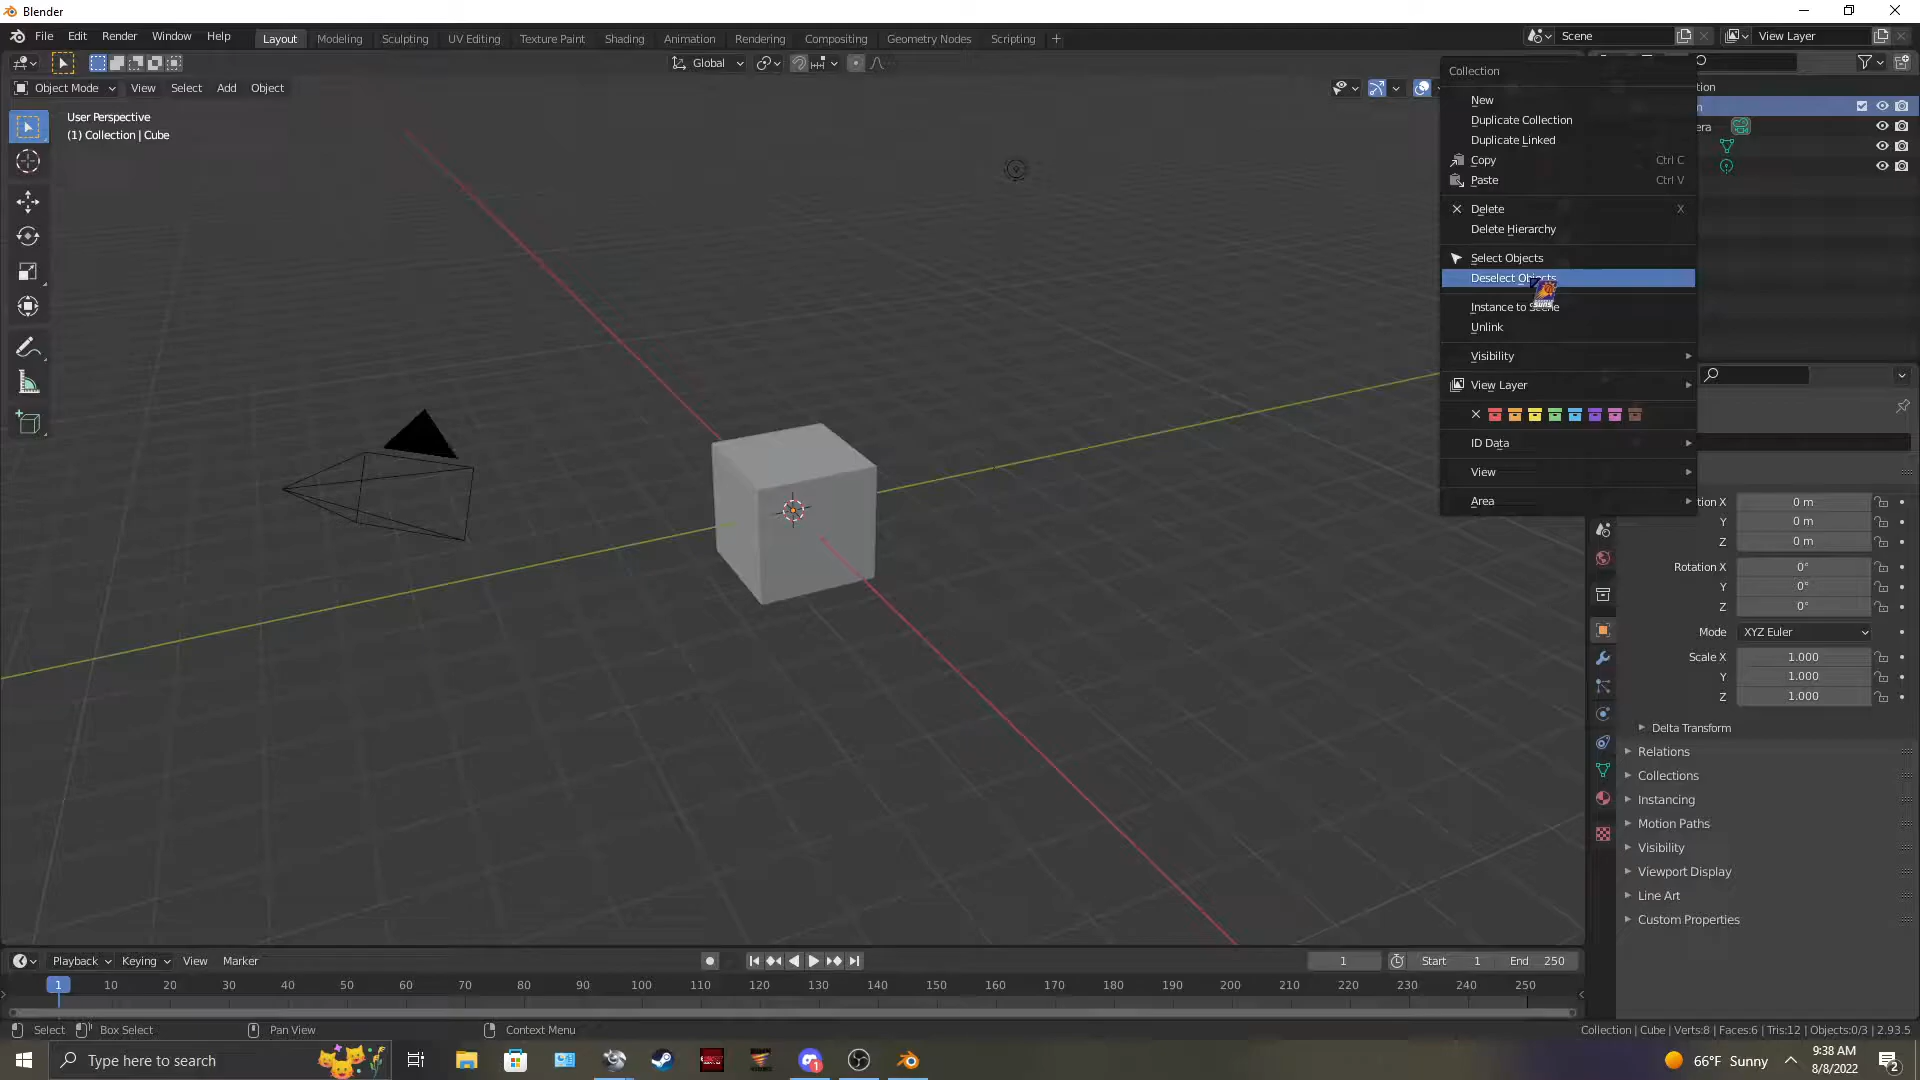 Blender
File Edit Render Window Help Layout Modeling Sculpting UV Editing Texture Paint Shading Animation Rendering Compositing Geometry Nodes Scripting + Scene View Layer
Global
Object Mode View Select Add Object
User Perspective
(1) Collection | Cube
Collection
New
Duplicate Collection
Duplicate Linked
Copy Ctrl C
Paste Ctrl V
Delete X
Delete Hierarchy
Select Objects
Deselect Objects
Instance to Scene
Unlink
Visibility
View Layer
ID Data
View
Area
tion
n
era
tion X 0 m
Y 0 m
Z 0 m
Rotation X 0°
Y 0°
Z 0°
Mode XYZ Euler
Scale X 1.000
Y 1.000
Z 1.000
Delta Transform
Relations
Collections
Instancing
Motion Paths
Visibility
Viewport Display
Line Art
Custom Properties
Playback Keying View Marker 1 Start 1 End 250
1 10 20 30 40 50 60 70 80 90 100 110 120 130 140 150 160 170 180 190 200 210 220 230 240 250
Select Box Select Pan View Context Menu Collection | Cube | Verts:8 | Faces:6 | Tris:12 | Objects:0/3 | 2.93.5
Type here to search 1 66°F Sunny 9:38 AM 2
8/8/2022